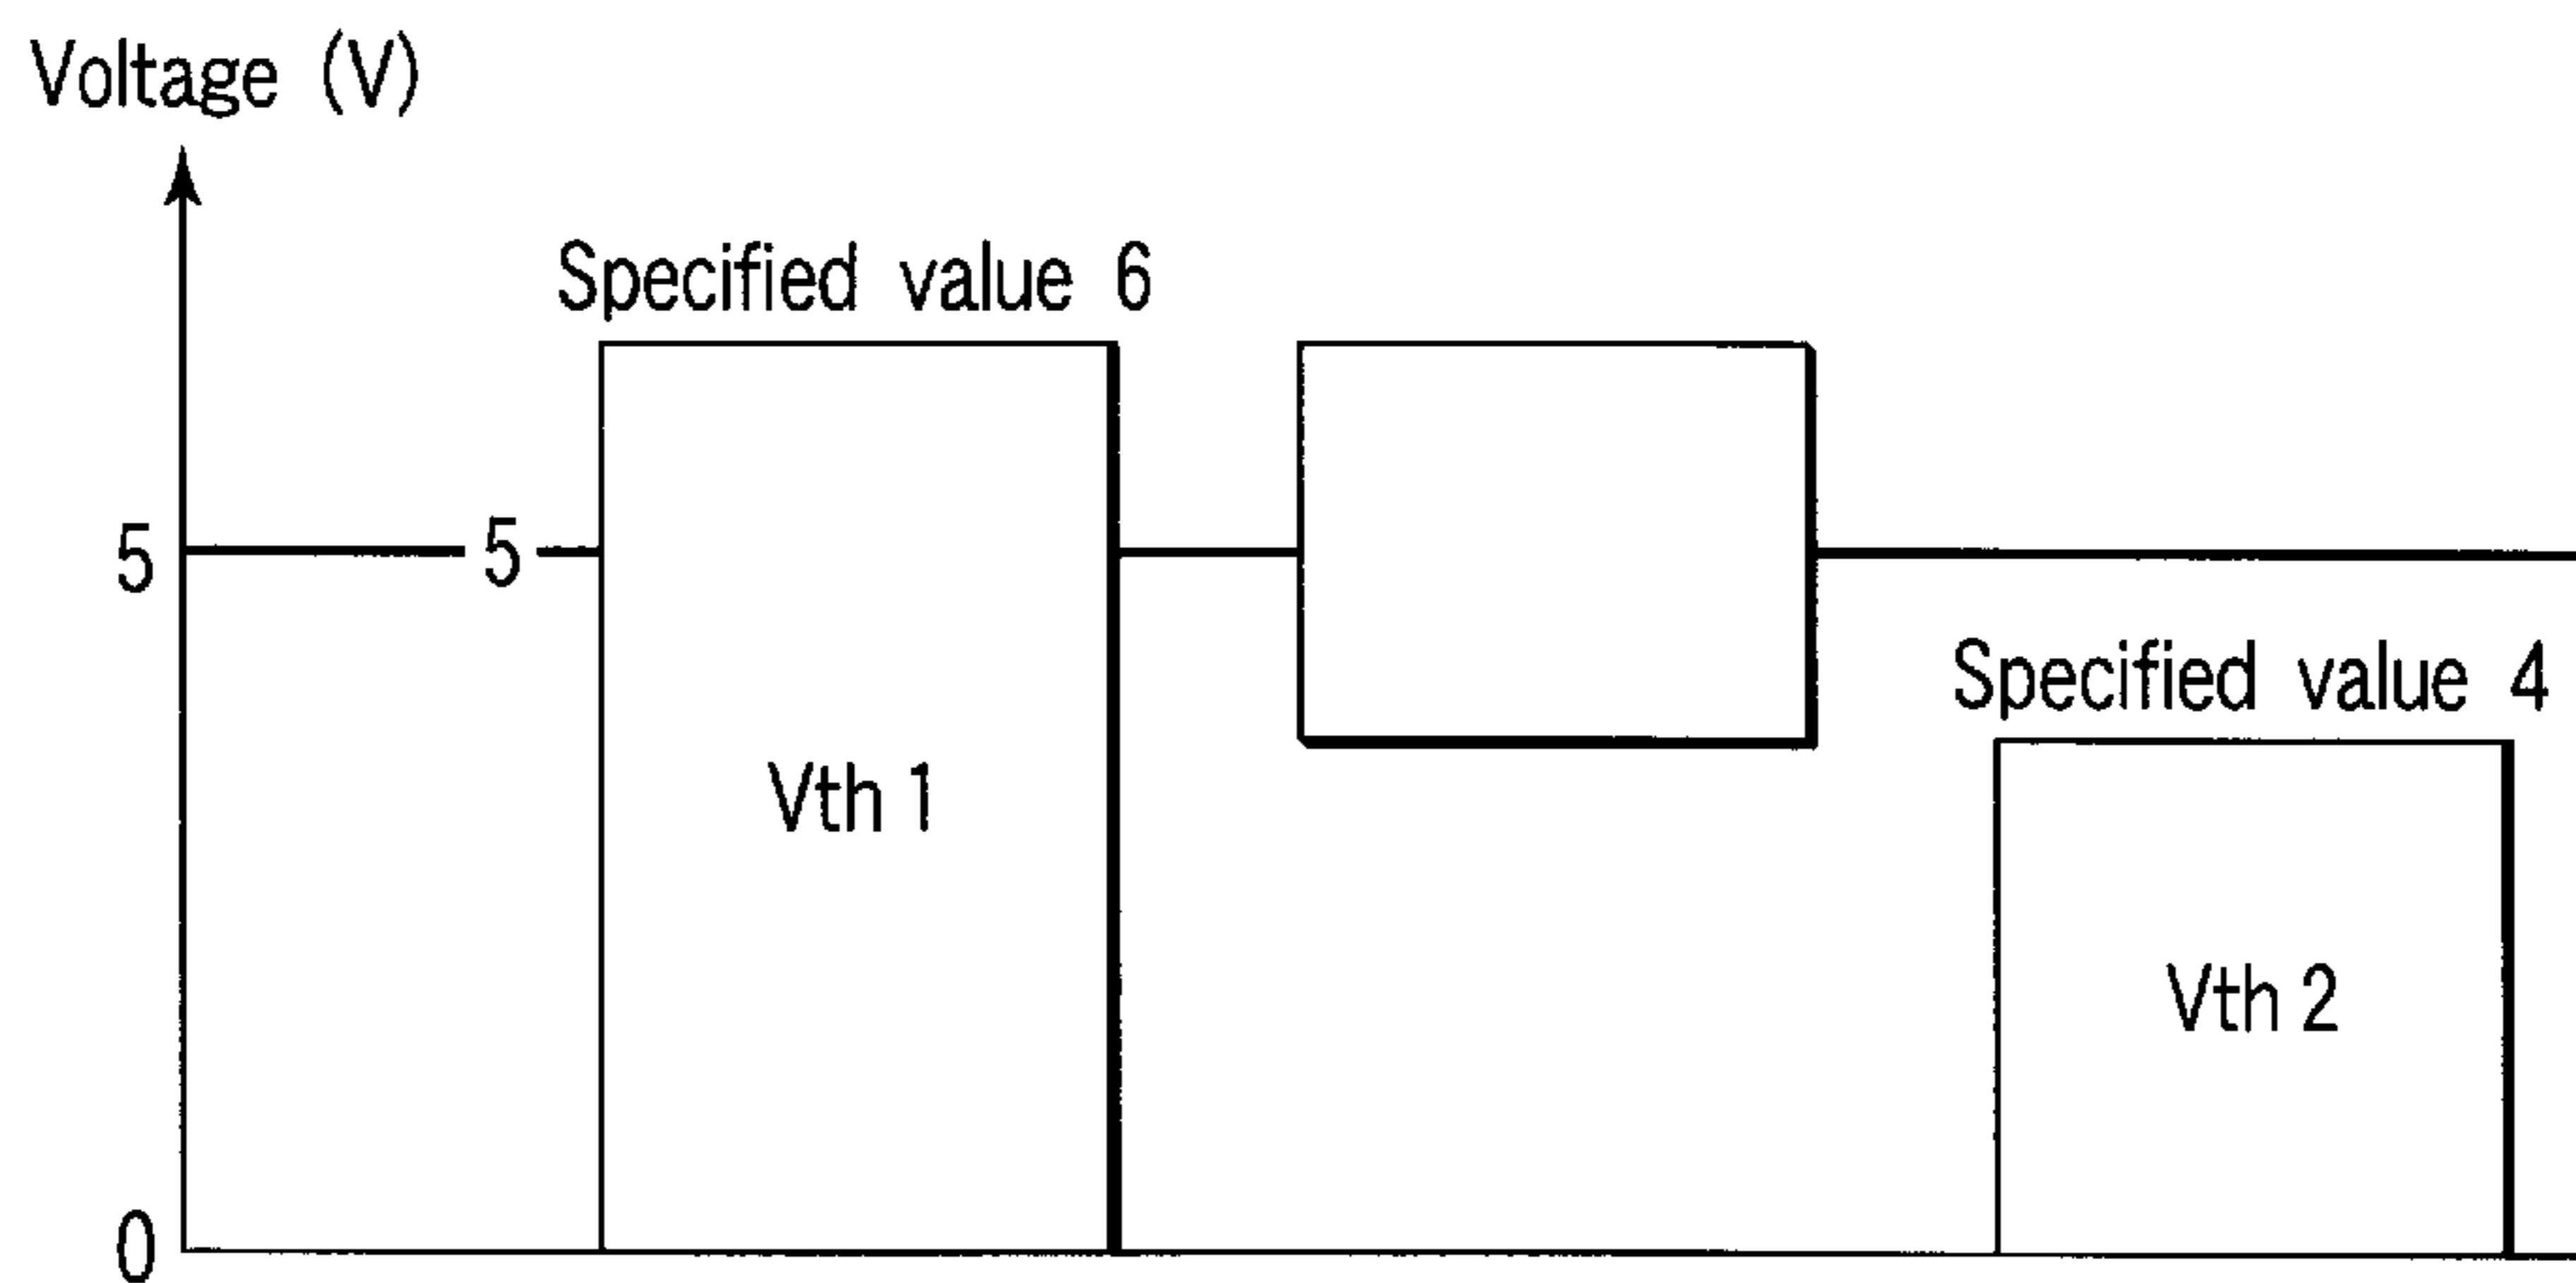 Voltage (V)
Specified value 6
5
5
Specified value 4
Vth 1
Vth 2
0